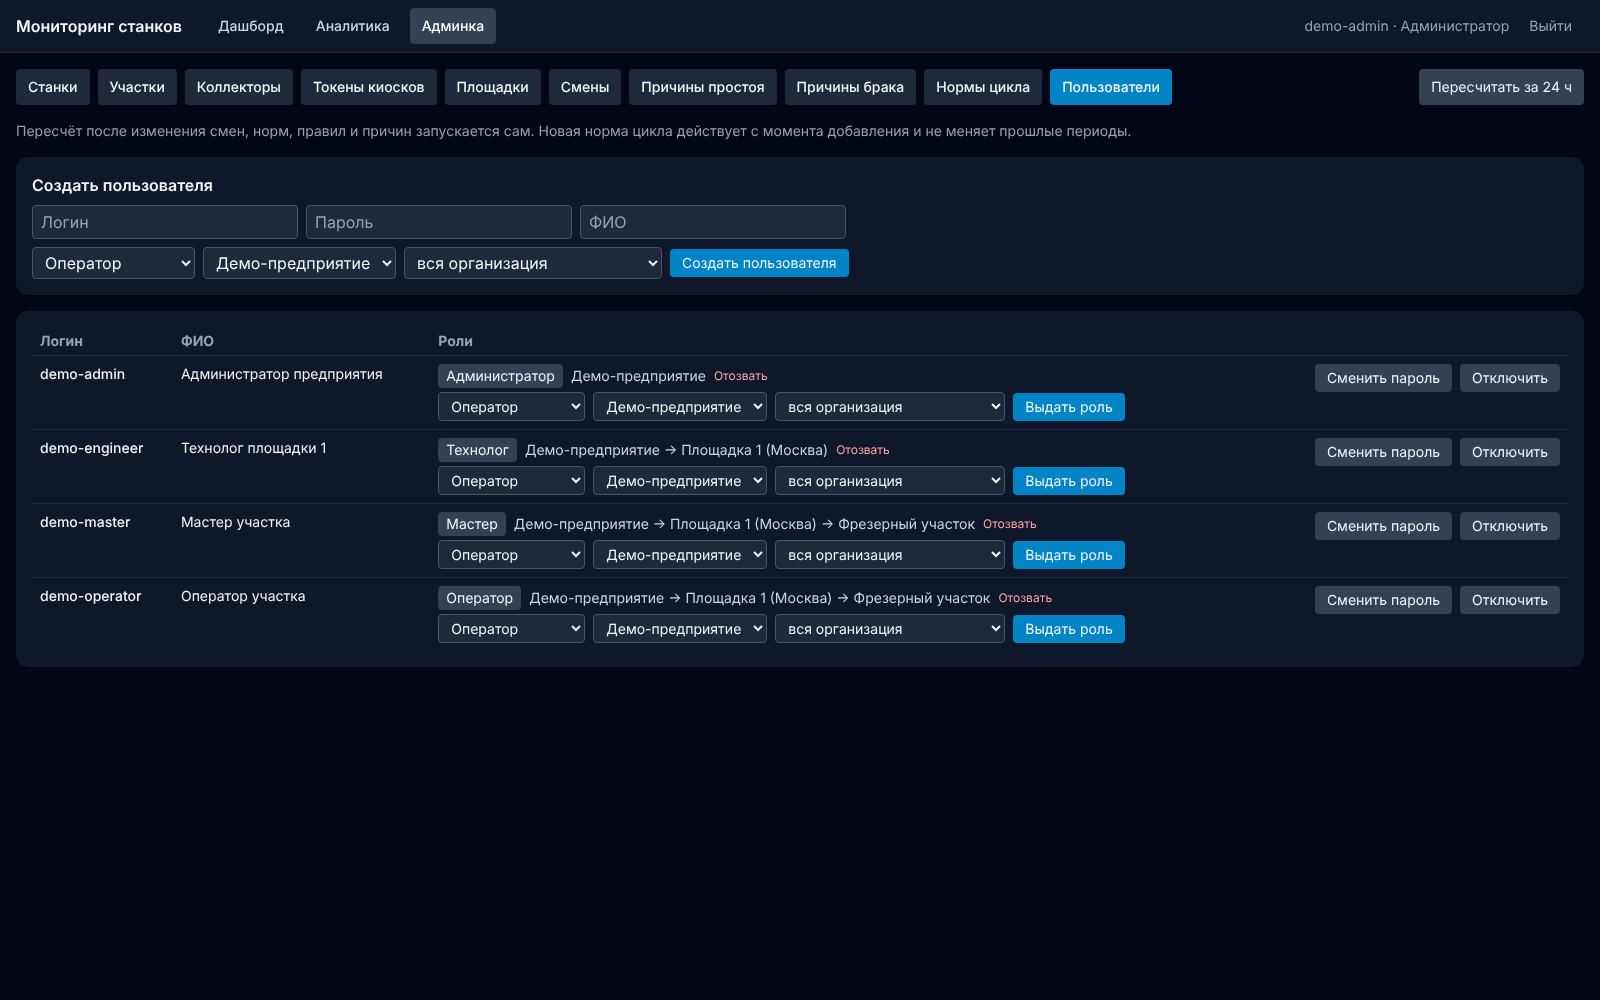 Мониторинг станков Дашборд Аналитика Админка demo-admin · Администратор Выйти
Станки Участки Коллекторы Токены киосков Площадки Смены Причины простоя Причины брака Нормы цикла Пользователи Пересчитать за 24 ч
Пересчёт после изменения смен, норм, правил и причин запускается сам. Новая норма цикла действует с момента добавления и не меняет прошлые периоды.
Создать пользователя
Логин Пароль ФИО
Оператор Демо-предприятие вся организация Создать пользователя
Логин ФИО Роли
demo-admin Администратор предприятия Администратор Демо-предприятие Отозвать Сменить пароль Отключить
Оператор Демо-предприятие вся организация Выдать роль
demo-engineer Технолог площадки 1 Технолог Демо-предприятие → Площадка 1 (Москва) Отозвать Сменить пароль Отключить
Оператор Демо-предприятие вся организация Выдать роль
demo-master Мастер участка Мастер Демо-предприятие → Площадка 1 (Москва) → Фрезерный участок Отозвать Сменить пароль Отключить
Оператор Демо-предприятие вся организация Выдать роль
demo-operator Оператор участка Оператор Демо-предприятие → Площадка 1 (Москва) → Фрезерный участок Отозвать Сменить пароль Отключить
Оператор Демо-предприятие вся организация Выдать роль